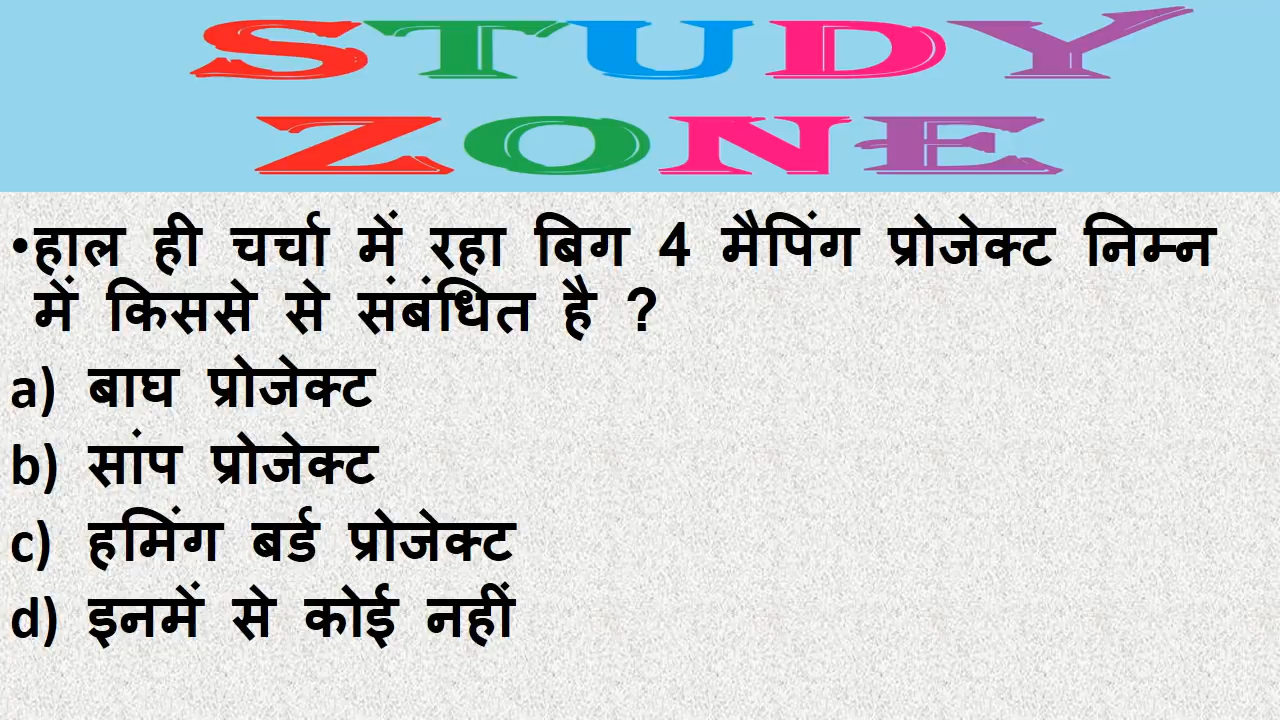 STUDY
ZONE
•हाल ही चर्चा में रहा बिग 4 मैपिंग प्रोजेक्ट निम्न
में किससे से संबंधित है ?
a) बाघ प्रोजेक्ट
b) सांप प्रोजेक्ट
c) हमिंग बर्ड प्रोजेक्ट
d) इनमें से कोई नहीं